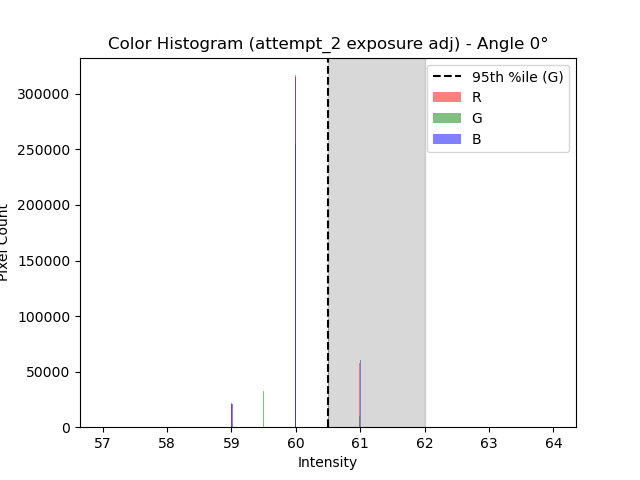 Color Histogram (attempt_2 exposure adj) - Angle 0°
95th %ile (G)
R
G
B
300000
250000
200000
150000
100000
50000
0
Pixel Count
57 58 59 60 61 62 63 64
Intensity